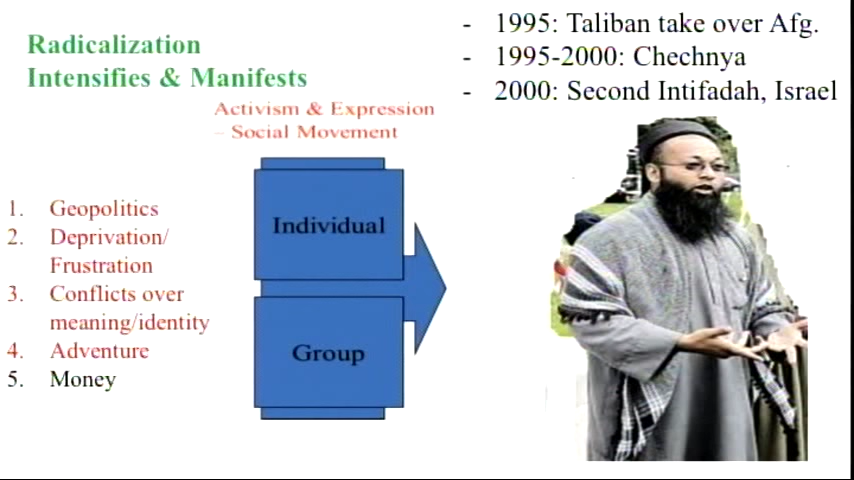 Radicalization
Intensifies & Manifests
Activism & Expression
– Social Movement
- 1995: Taliban take over Afg.
- 1995-2000: Chechnya
- 2000: Second Intifadah, Israel
1. Geopolitics
2. Deprivation/
Frustration
3. Conflicts over
meaning/identity
4. Adventure
5. Money
Individual
Group